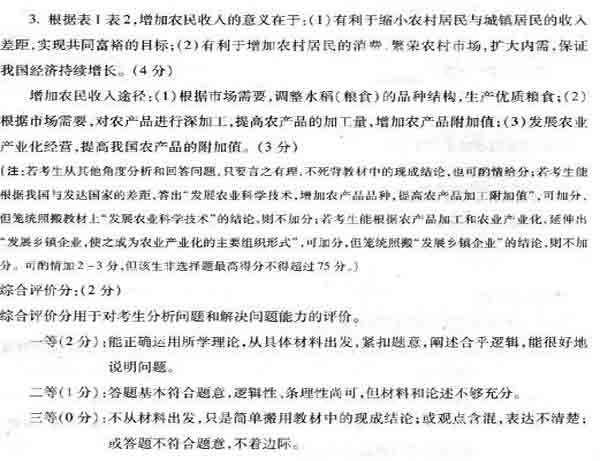 3. 根据表1表2,增加农民收入的意义在于:(1)有利于缩小农村居民与城镇居民的收入
差距,实现共同富裕的目标;(2)有利于增加农村居民的消费,繁荣农村市场,扩大内需,保证
我国经济持续增长。(4分)
增加农民收入途径:(1)根据市场需要,调整水稻(粮食)的品种结构,生产优质粮食;(2)
根据市场需要,对农产品进行深加工,提高农产品的加工量,增加农产品附加值;(3)发展农业
产业化经营,提高我国农产品的附加值。(3分)
[注:若考生从其他角度分析和回答问题,只要言之有理,不死背教材中的现成结论,也可酌情给分;若考生能
根据我国与发达国家的差距,答出“发展农业科学技术,增加农产品品种,提高农产品加工附加值”,可加分,
但笼统照搬教材上“发展农业科学技术”的结论,则不加分;若考生能根据农产品加工和农业产业化,延伸出
“发展乡镇企业,使之成为农业产业化的主要组织形式”,可加分,但笼统照搬“发展乡镇企业”的结论,则不加
分。可酌情加2-3分,但该生非选择题最高得分不得超过75分。]
综合评价分:(2分)
综合评价分用于对考生分析问题和解决问题能力的评价。
一等(2分):能正确运用所学理论,从具体材料出发,紧扣题意,阐述合乎逻辑,能很好地
说明问题。
二等(1分):答题基本符合题意,逻辑性、条理性尚可,但材料和论述不够充分。
三等(0分):不从材料出发,只是简单搬用教材中的现成结论;或观点含混,表达不清楚;
或答题不符合题意,不着边际。